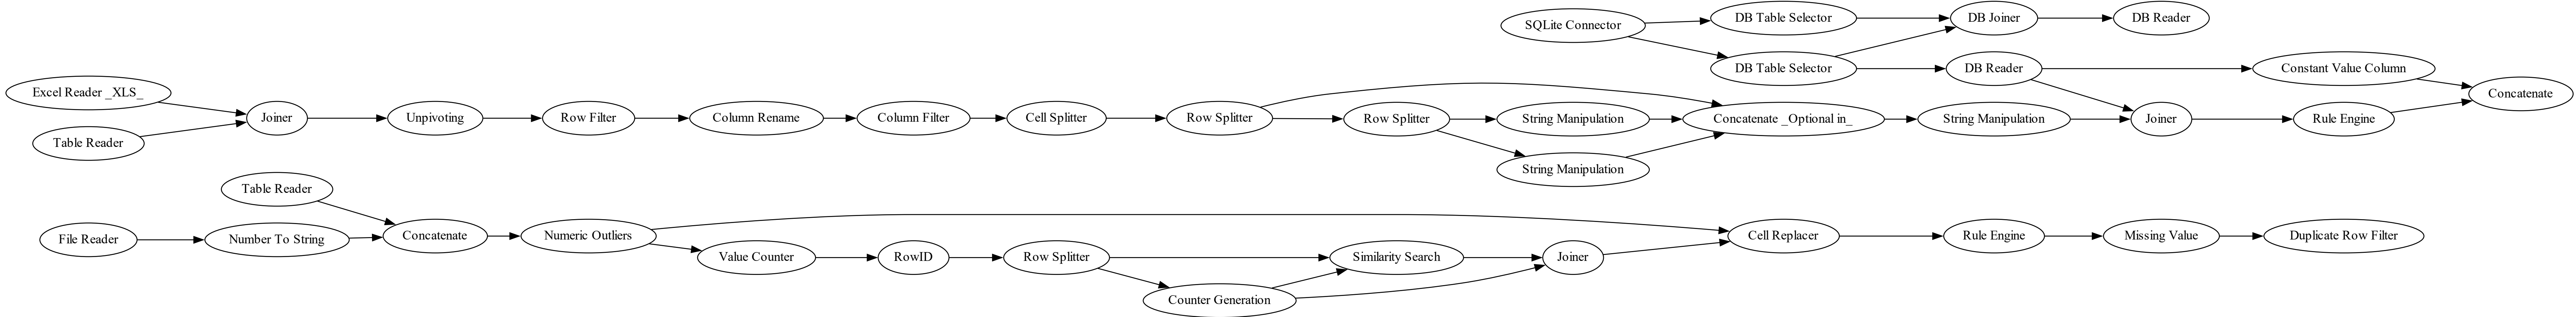 SQLite Connector
DB Table Selector
DB Joiner
DB Reader
DB Table Selector
DB Reader
Constant Value Column
Concatenate
Excel Reader _XLS_
Table Reader
Joiner
Unpivoting
Row Filter
Column Rename
Column Filter
Cell Splitter
Row Splitter
Row Splitter
String Manipulation
String Manipulation
Concatenate _Optional in_
String Manipulation
Joiner
Rule Engine
Table Reader
File Reader
Number To String
Concatenate
Numeric Outliers
Value Counter
RowID
Row Splitter
Counter Generation
Similarity Search
Joiner
Cell Replacer
Rule Engine
Missing Value
Duplicate Row Filter